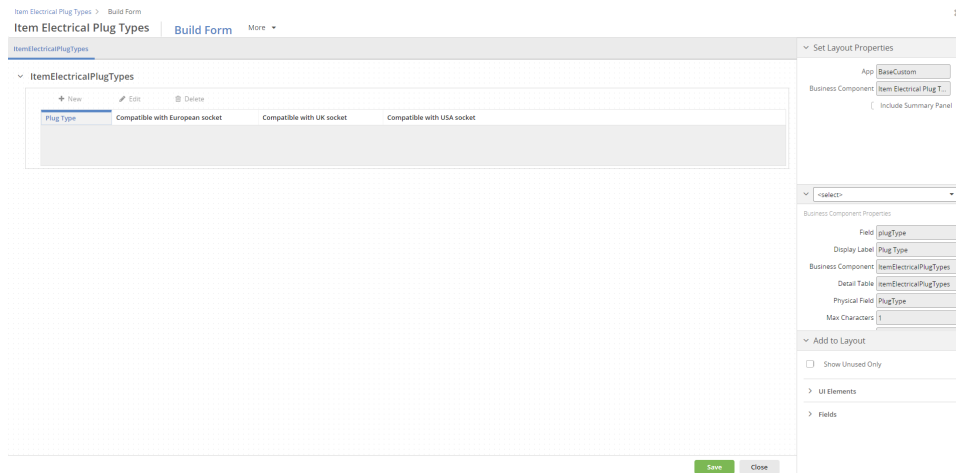 Item Electrical Plug Types > Build Form
Item Electrical Plug Types Build Form More
ItemElectricalPlugTypes
ItemElectricalPlugTypes
+ New Edit Delete
Plug Type Compatible with European socket Compatible with UK socket Compatible with USA socket
Set Layout Properties
App BaseCustom
Business Component Item Electrical Plug T...
Include Summary Panel
<select>
Business Component Properties
Field plugType
Display Label Plug Type
Business Component ItemElectricalPlugTypes
Detail Table itemElectricalPlugTypes
Physical Field PlugType
Max Characters 1
Add to Layout
Show Unused Only
> UI Elements
> Fields
Save Close